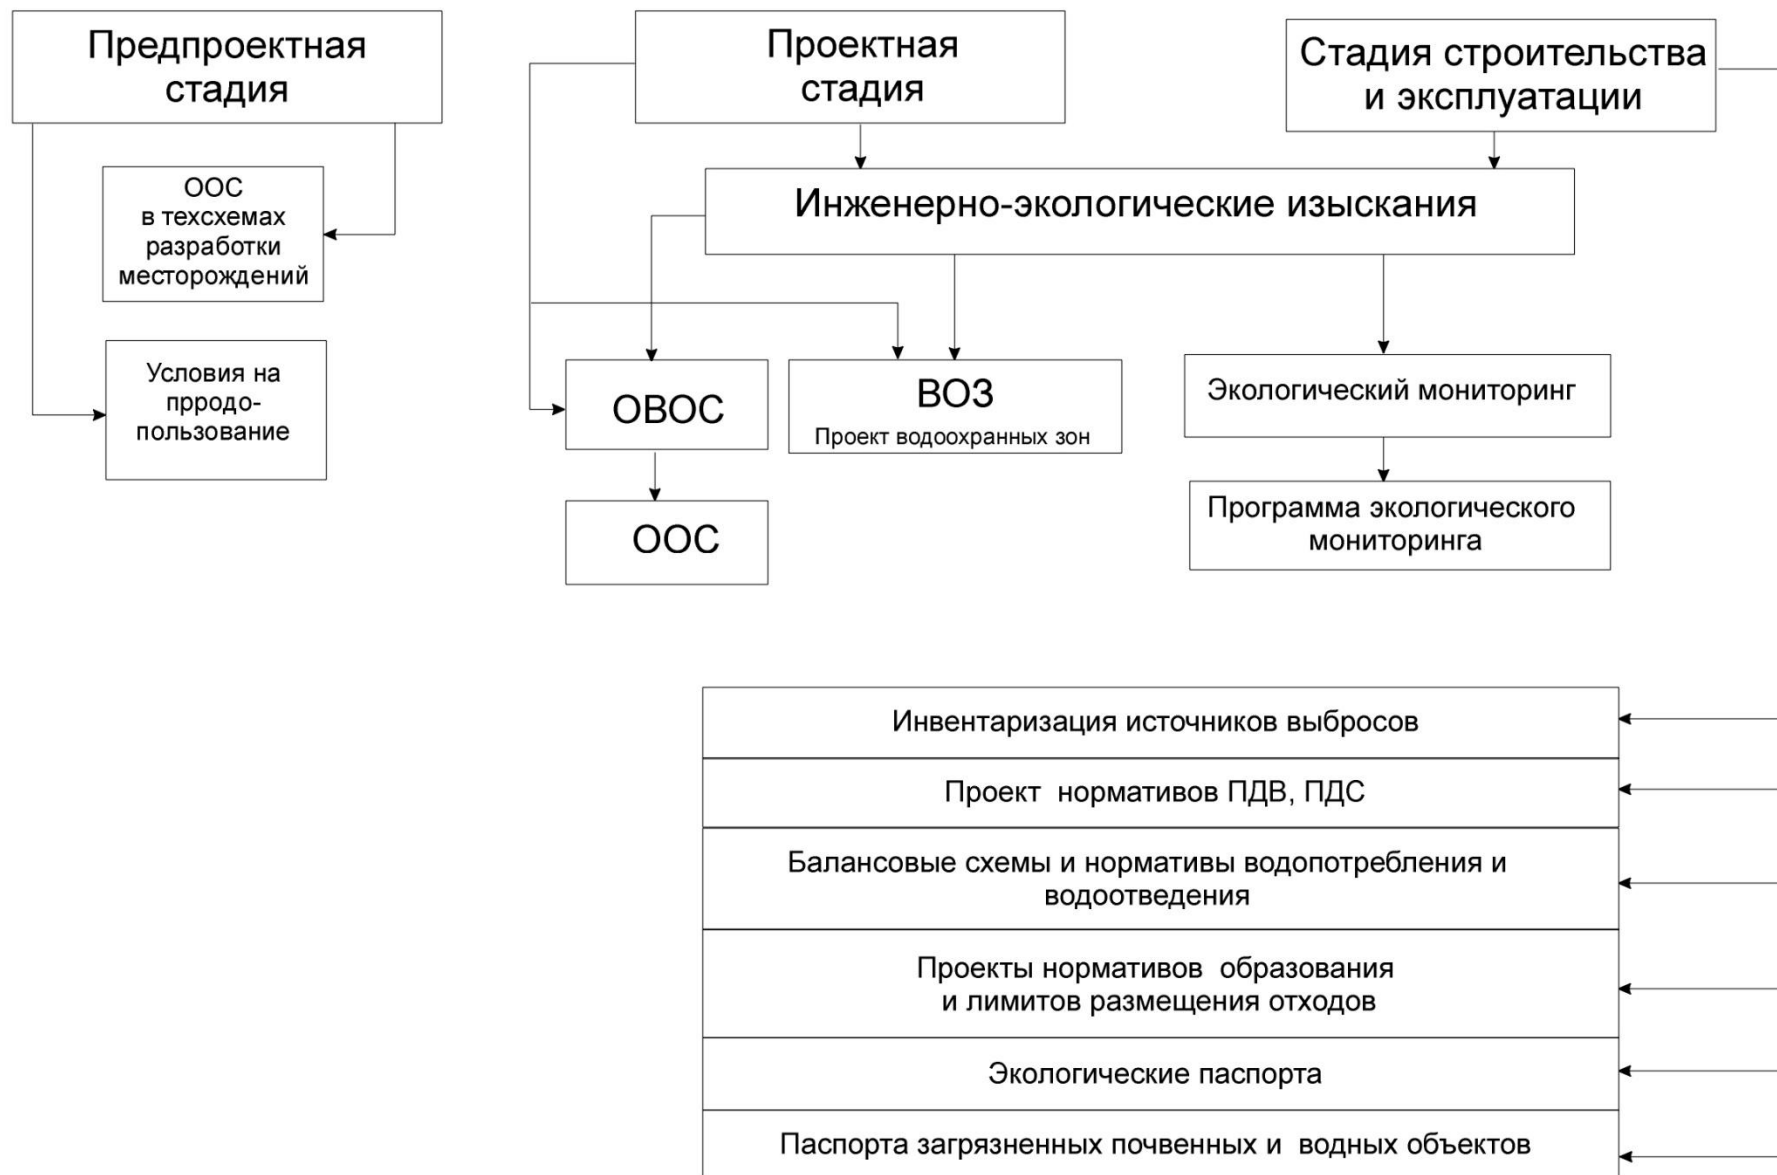 Предпроектная
стадия
Проектная
стадия
Стадия строительства
и эксплуатации
ООС
в техсхемах
разработки
месторождений
Инженерно-экологические изыскания
Условия на
прродо-
пользование
ОВОС
ВОЗ
Проект водоохранных зон
Экологический мониторинг
ООС
Программа экологического
мониторинга
Инвентаризация источников выбросов
Проект нормативов ПДВ, ПДС
Балансовые схемы и нормативы водопотребления и
водоотведения
Проекты нормативов образования
и лимитов размещения отходов
Экологические паспорта
Паспорта загрязненных почвенных и водных объектов